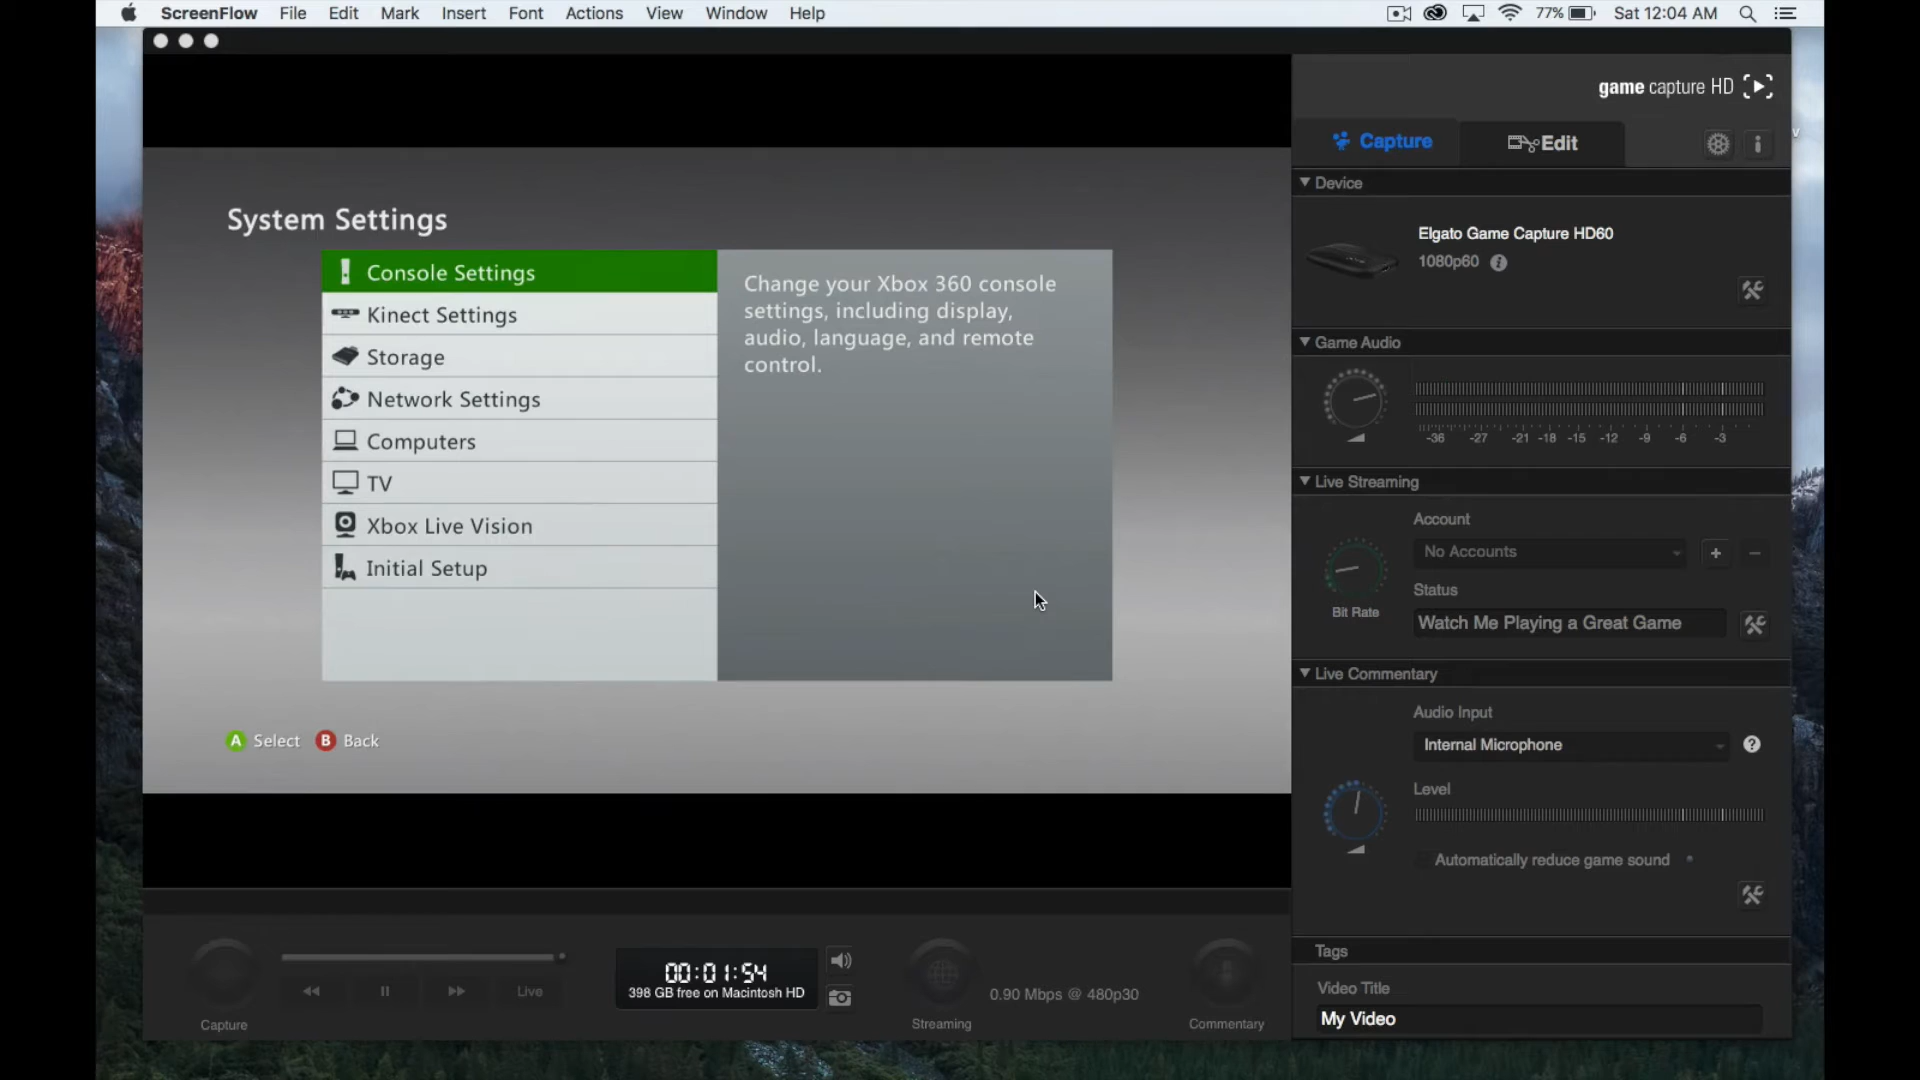 ScreenFlow File Edit Mark Insert Font Actions View Window Help 77% Sat 12:04 AM
game capture HD
Capture Edit
System Settings
Console Settings
Kinect Settings
Storage
Network Settings
Computers
TV
Xbox Live Vision
Initial Setup
Change your Xbox 360 console
settings, including display,
audio, language, and remote
control.
A Select B Back
Device
Elgato Game Capture HD60
1080p60
Game Audio
-36 -27 -21 -18 -15 -12 -9 -6 -3
Live Streaming
Account
No Accounts
Status
Bit Rate
Watch Me Playing a Great Game
Live Commentary
Audio Input
Internal Microphone
Level
Automatically reduce game sound
Tags
Video Title
My Video
Capture
Live
00:01:54
398 GB free on Macintosh HD
Streaming
0.90 Mbps @ 480p30
Commentary